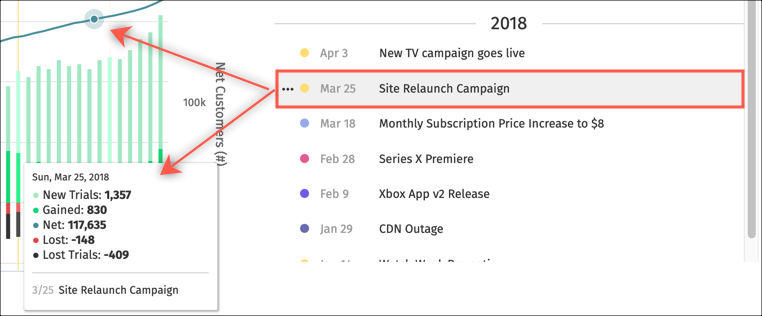 100k
Net Customers (#)
Sun, Mar 25, 2018
New Trials: 1,357
Gained: 830
Net: 117,635
Lost: -148
Lost Trials: -409
3/25 Site Relaunch Campaign
2018
Apr 3 New TV campaign goes live
Mar 25 Site Relaunch Campaign
Mar 18 Monthly Subscription Price Increase to $8
Feb 28 Series X Premiere
Feb 9 Xbox App v2 Release
Jan 29 CDN Outage